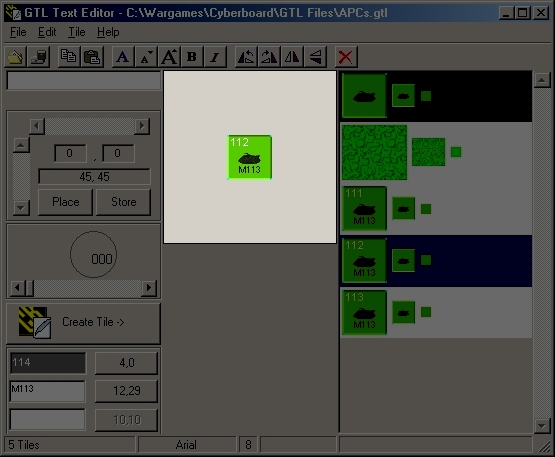 GTL Text Editor - C:\Wargames\Cyberboard\GTL Files\APCs.gtl
File Edit Tile Help
A A A B I
0 , 0
45, 45
Place Store
000
Create Tile ->
114 4,0
M113 12,29
10,10
112
M113
111
M113
112
M113
113
M113
5 Tiles Arial 8